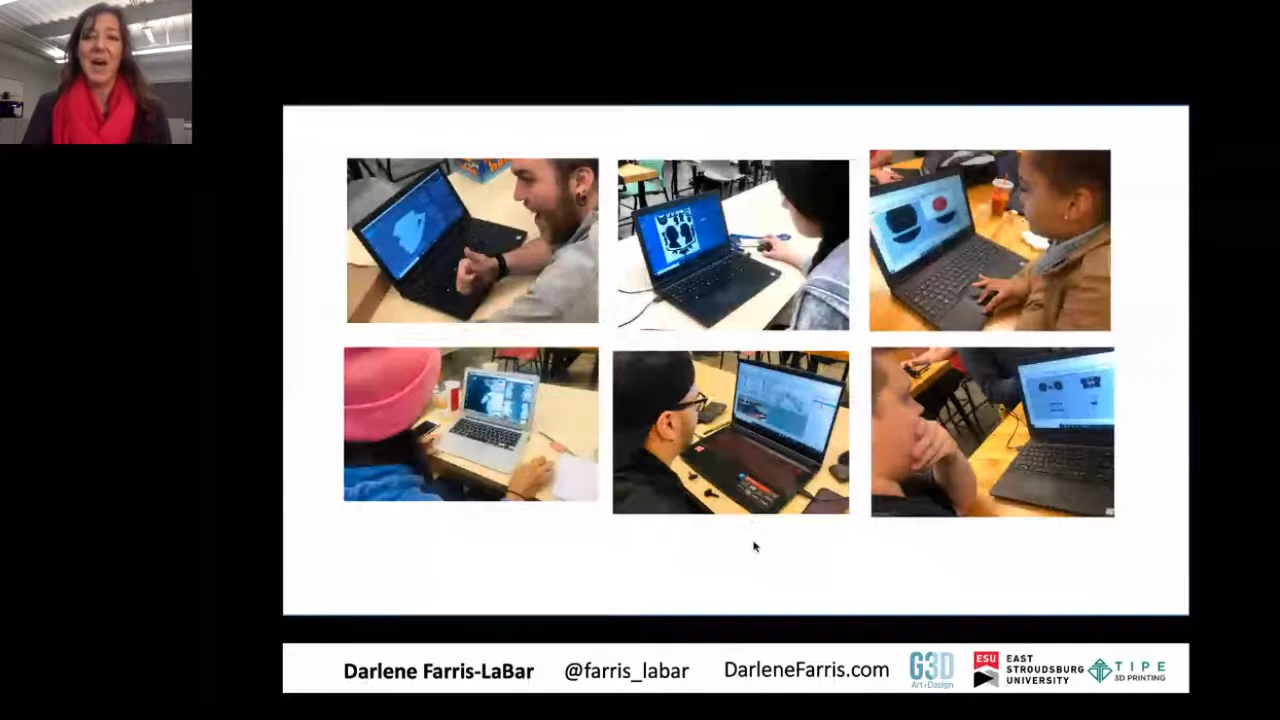 Darlene Farris-LaBar @farris_labar DarleneFarris.com
G3D
Art+Design
ESU
EAST
STROUDSBURG
UNIVERSITY
TIPE
3D PRINTING